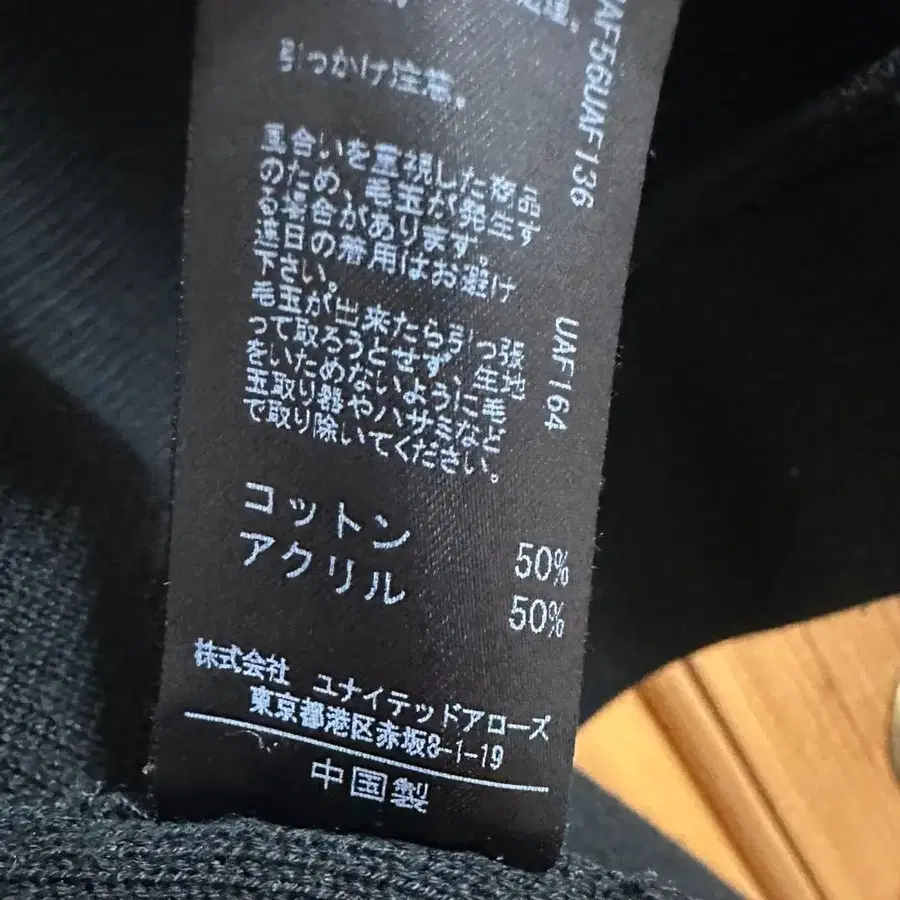 引っかけ注意。
風合いを重視した商品
のため、毛玉が発生す
る場合があります。
連日の着用はお避け
下さい。
毛玉が出来たら引っ張
って取ろうとせず、生地
をいためないように毛
玉取り器やハサミなど
で取り除いてください。
コットン 50%
アクリル 50%
株式会社 ユナイテッドアローズ
東京都港区赤坂8-1-19
中国製
UAF56UAF136
UAF164